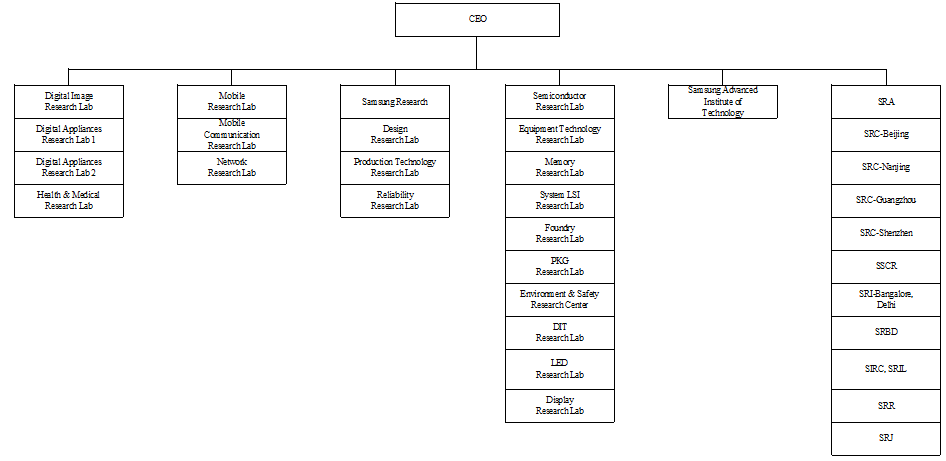 CEO
Digital Image
Research Lab
Digital Appliances
Research Lab 1
Digital Appliances
Research Lab 2
Health & Medical
Research Lab
Mobile
Research Lab
Mobile
Communication
Research Lab
Network
Research Lab
Samsung Research
Design
Research Lab
Production Technology
Research Lab
Reliability
Research Lab
Semiconductor
Research Lab
Equipment Technology
Research Lab
Memory
Research Lab
System LSI
Research Lab
Foundry
Research Lab
PKG
Research Lab
Environment & Safety
Research Center
DIT
Research Lab
LED
Research Lab
Display
Research Lab
Samsung Advanced
Institute of
Technology
SRA
SRC-Beijing
SRC-Nanjing
SRC-Guangzhou
SRC-Shenzhen
SSCR
SRI-Bangalore,
Delhi
SRBD
SIRC, SRIL
SRR
SRJ